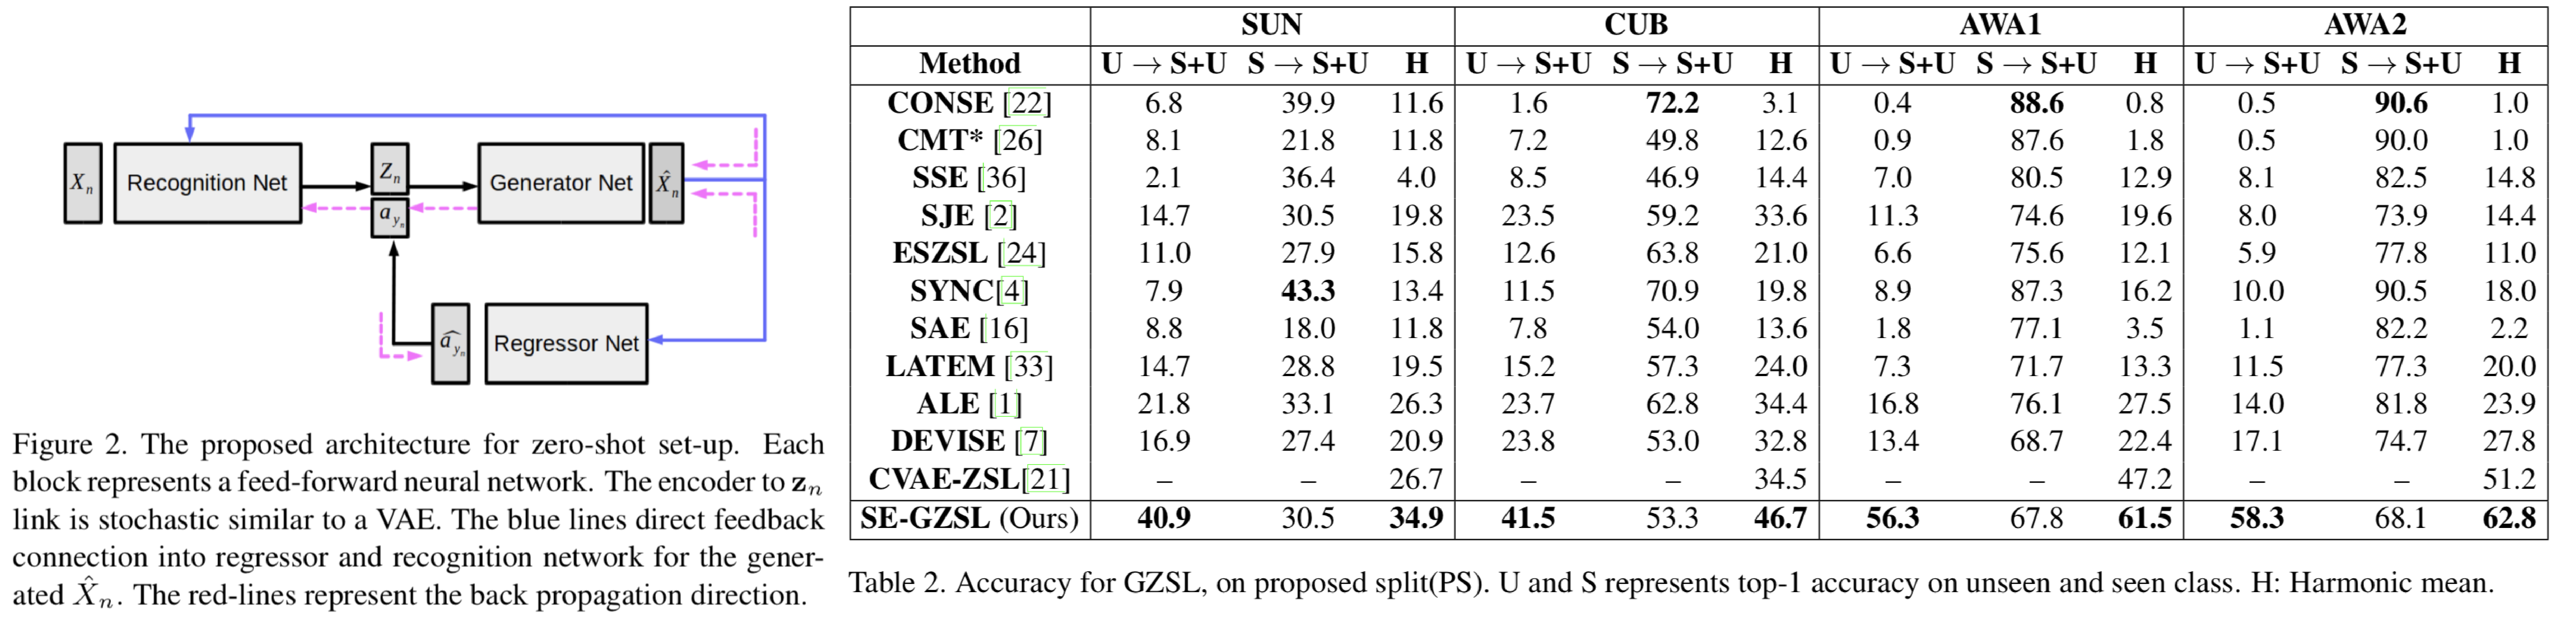 X_n
Recognition Net
Z_n
a_{y_n}
Generator Net
\hat{X}_n
\widehat{a_{y_n}}
Regressor Net
Figure 2. The proposed architecture for zero-shot set-up. Each
block represents a feed-forward neural network. The encoder to z_n
link is stochastic similar to a VAE. The blue lines direct feedback
connection into regressor and recognition network for the gener-
ated \hat{X}_n. The red-lines represent the back propagation direction.
SUN CUB AWA1 AWA2
Method U → S+U S → S+U H U → S+U S → S+U H U → S+U S → S+U H U → S+U S → S+U H
CONSE [22] 6.8 39.9 11.6 1.6 72.2 3.1 0.4 88.6 0.8 0.5 90.6 1.0
CMT* [26] 8.1 21.8 11.8 7.2 49.8 12.6 0.9 87.6 1.8 0.5 90.0 1.0
SSE [36] 2.1 36.4 4.0 8.5 46.9 14.4 7.0 80.5 12.9 8.1 82.5 14.8
SJE [2] 14.7 30.5 19.8 23.5 59.2 33.6 11.3 74.6 19.6 8.0 73.9 14.4
ESZSL [24] 11.0 27.9 15.8 12.6 63.8 21.0 6.6 75.6 12.1 5.9 77.8 11.0
SYNC[4] 7.9 43.3 13.4 11.5 70.9 19.8 8.9 87.3 16.2 10.0 90.5 18.0
SAE [16] 8.8 18.0 11.8 7.8 54.0 13.6 1.8 77.1 3.5 1.1 82.2 2.2
LATEM [33] 14.7 28.8 19.5 15.2 57.3 24.0 7.3 71.7 13.3 11.5 77.3 20.0
ALE [1] 21.8 33.1 26.3 23.7 62.8 34.4 16.8 76.1 27.5 14.0 81.8 23.9
DEVISE [7] 16.9 27.4 20.9 23.8 53.0 32.8 13.4 68.7 22.4 17.1 74.7 27.8
CVAE-ZSL[21] – – 26.7 – – 34.5 – – 47.2 – – 51.2
SE-GZSL (Ours) 40.9 30.5 34.9 41.5 53.3 46.7 56.3 67.8 61.5 58.3 68.1 62.8
Table 2. Accuracy for GZSL, on proposed split(PS). U and S represents top-1 accuracy on unseen and seen class. H: Harmonic mean.